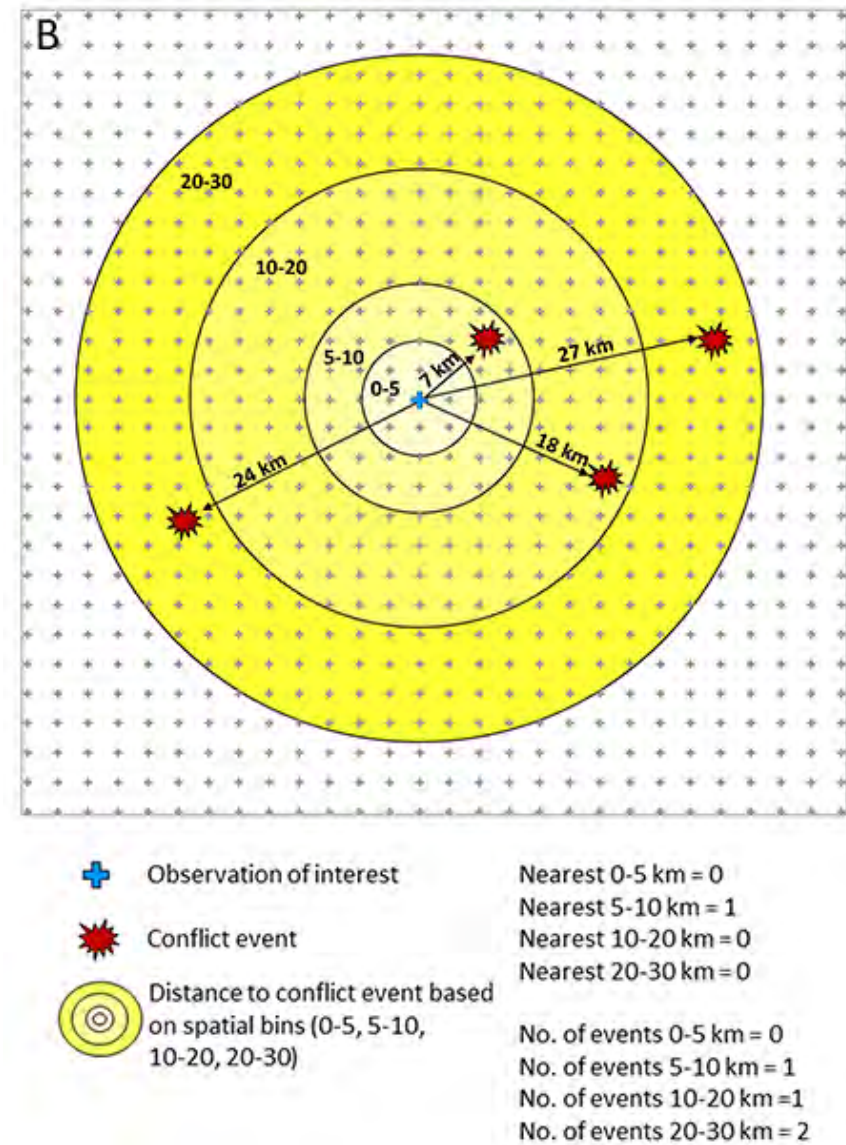 B
20-30
10-20
5-10
0-5
7 km
27 km
18 km
24 km
Observation of interest
Conflict event
Distance to conflict event based
on spatial bins (0-5, 5-10,
10-20, 20-30)
Nearest 0-5 km = 0
Nearest 5-10 km = 1
Nearest 10-20 km = 0
Nearest 20-30 km = 0
No. of events 0-5 km = 0
No. of events 5-10 km = 1
No. of events 10-20 km =1
No. of events 20-30 km = 2